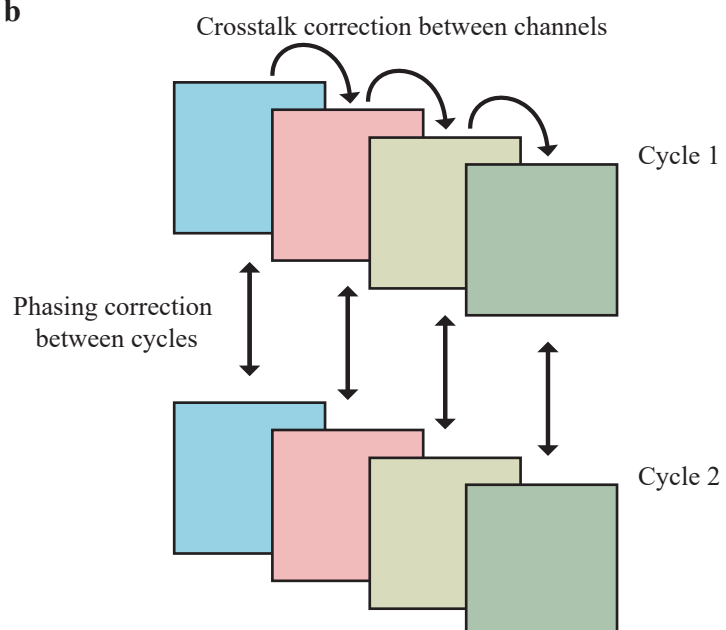 b
Crosstalk correction between channels
Cycle 1
Phasing correction
between cycles
Cycle 2